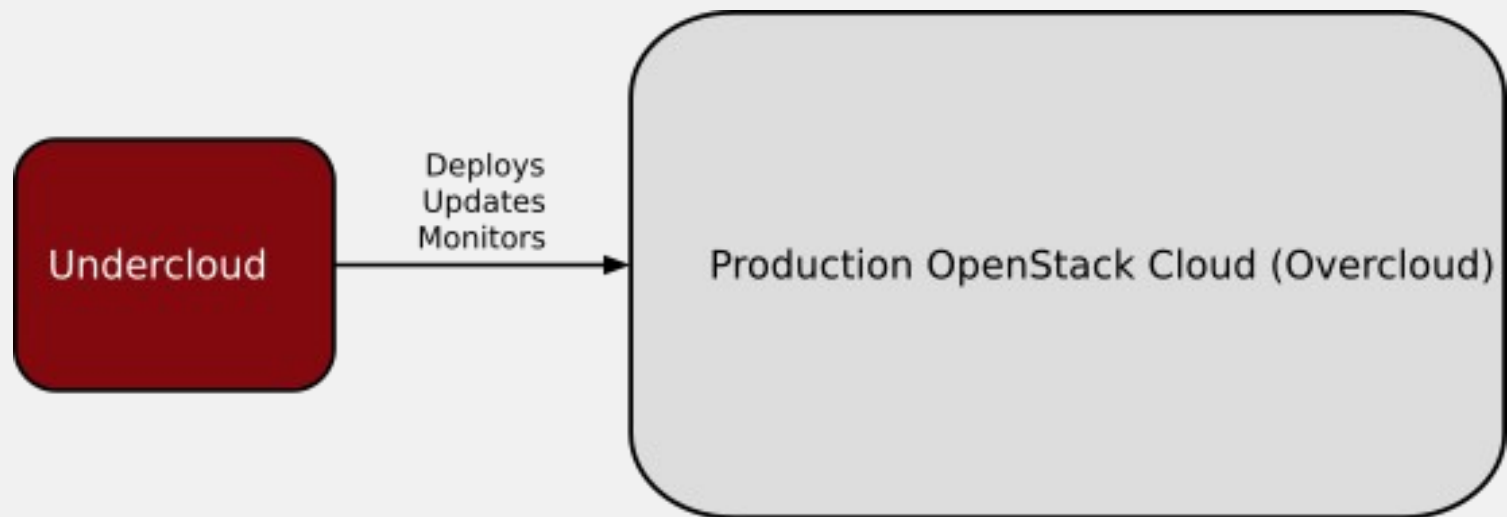 Deploys
Updates
Monitors
Undercloud
Production OpenStack Cloud (Overcloud)